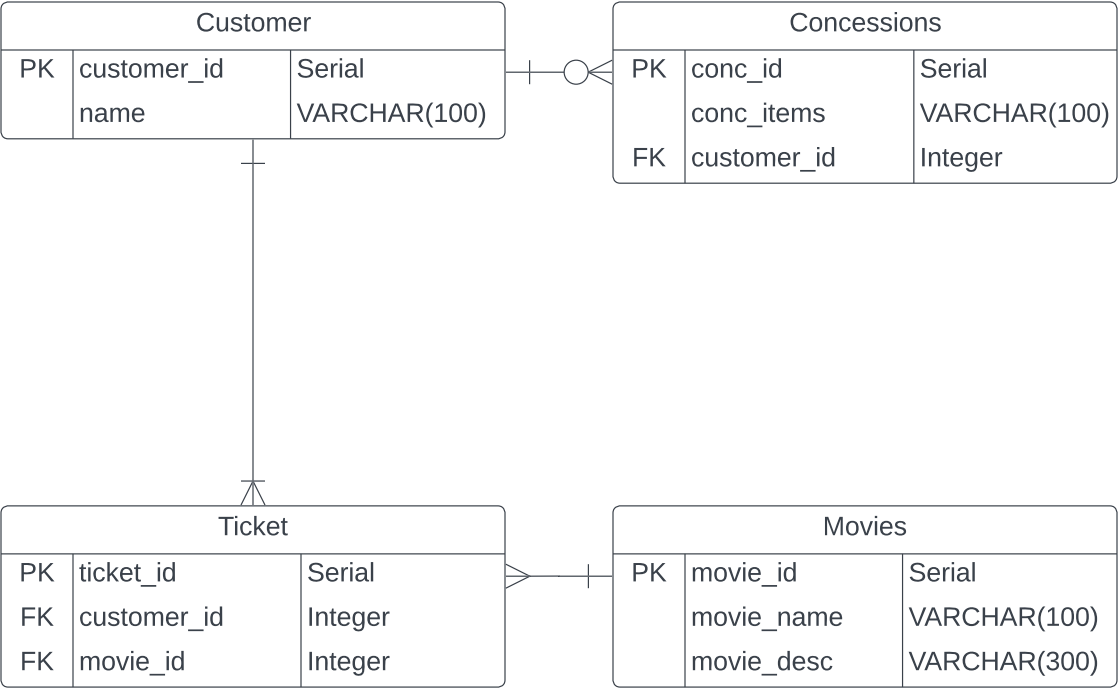 Customer
PK customer_id Serial
name VARCHAR(100)
Concessions
PK conc_id Serial
conc_items VARCHAR(100)
FK customer_id Integer
Ticket
PK ticket_id Serial
FK customer_id Integer
FK movie_id Integer
Movies
PK movie_id Serial
movie_name VARCHAR(100)
movie_desc VARCHAR(300)